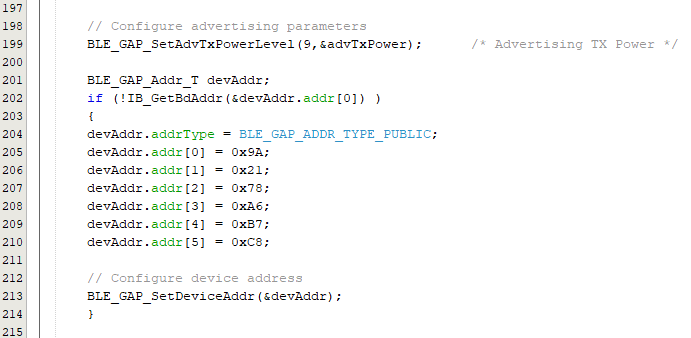 197
198 // Configure advertising parameters
199 BLE_GAP_SetAdvTxPowerLevel(9,&advTxPower); /* Advertising TX Power */
200
201 BLE_GAP_Addr_T devAddr;
202 if (!IB_GetBdAddr(&devAddr.addr[0]) )
203 {
204 devAddr.addrType = BLE_GAP_ADDR_TYPE_PUBLIC;
205 devAddr.addr[0] = 0x9A;
206 devAddr.addr[1] = 0x21;
207 devAddr.addr[2] = 0x78;
208 devAddr.addr[3] = 0xA6;
209 devAddr.addr[4] = 0xB7;
210 devAddr.addr[5] = 0xC8;
211
212 // Configure device address
213 BLE_GAP_SetDeviceAddr(&devAddr);
214 }
215